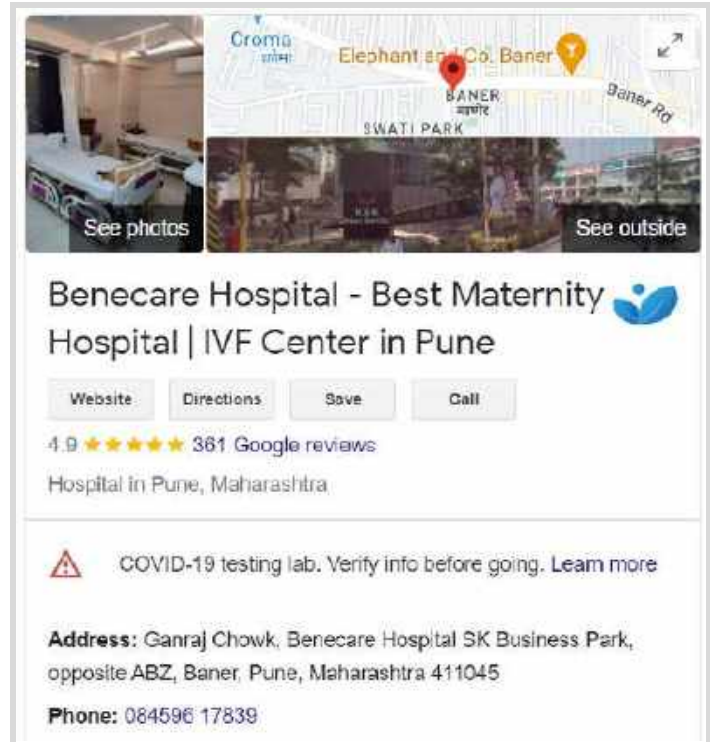 Croma
क्रोमा
Elephant and Co. Baner
BANER
बाणेर
Baner Rd
SWATI PARK
See photos
See outside
Benecare Hospital - Best Maternity
Hospital | IVF Center in Pune
Website
Directions
Save
Call
4.9 361 Google reviews
Hospital in Pune, Maharashtra
COVID-19 testing lab. Verify info before going. Learn more
Address: Ganraj Chowk, Benecare Hospital SK Business Park,
opposite ABZ, Baner, Pune, Maharashtra 411045
Phone: 084596 17839